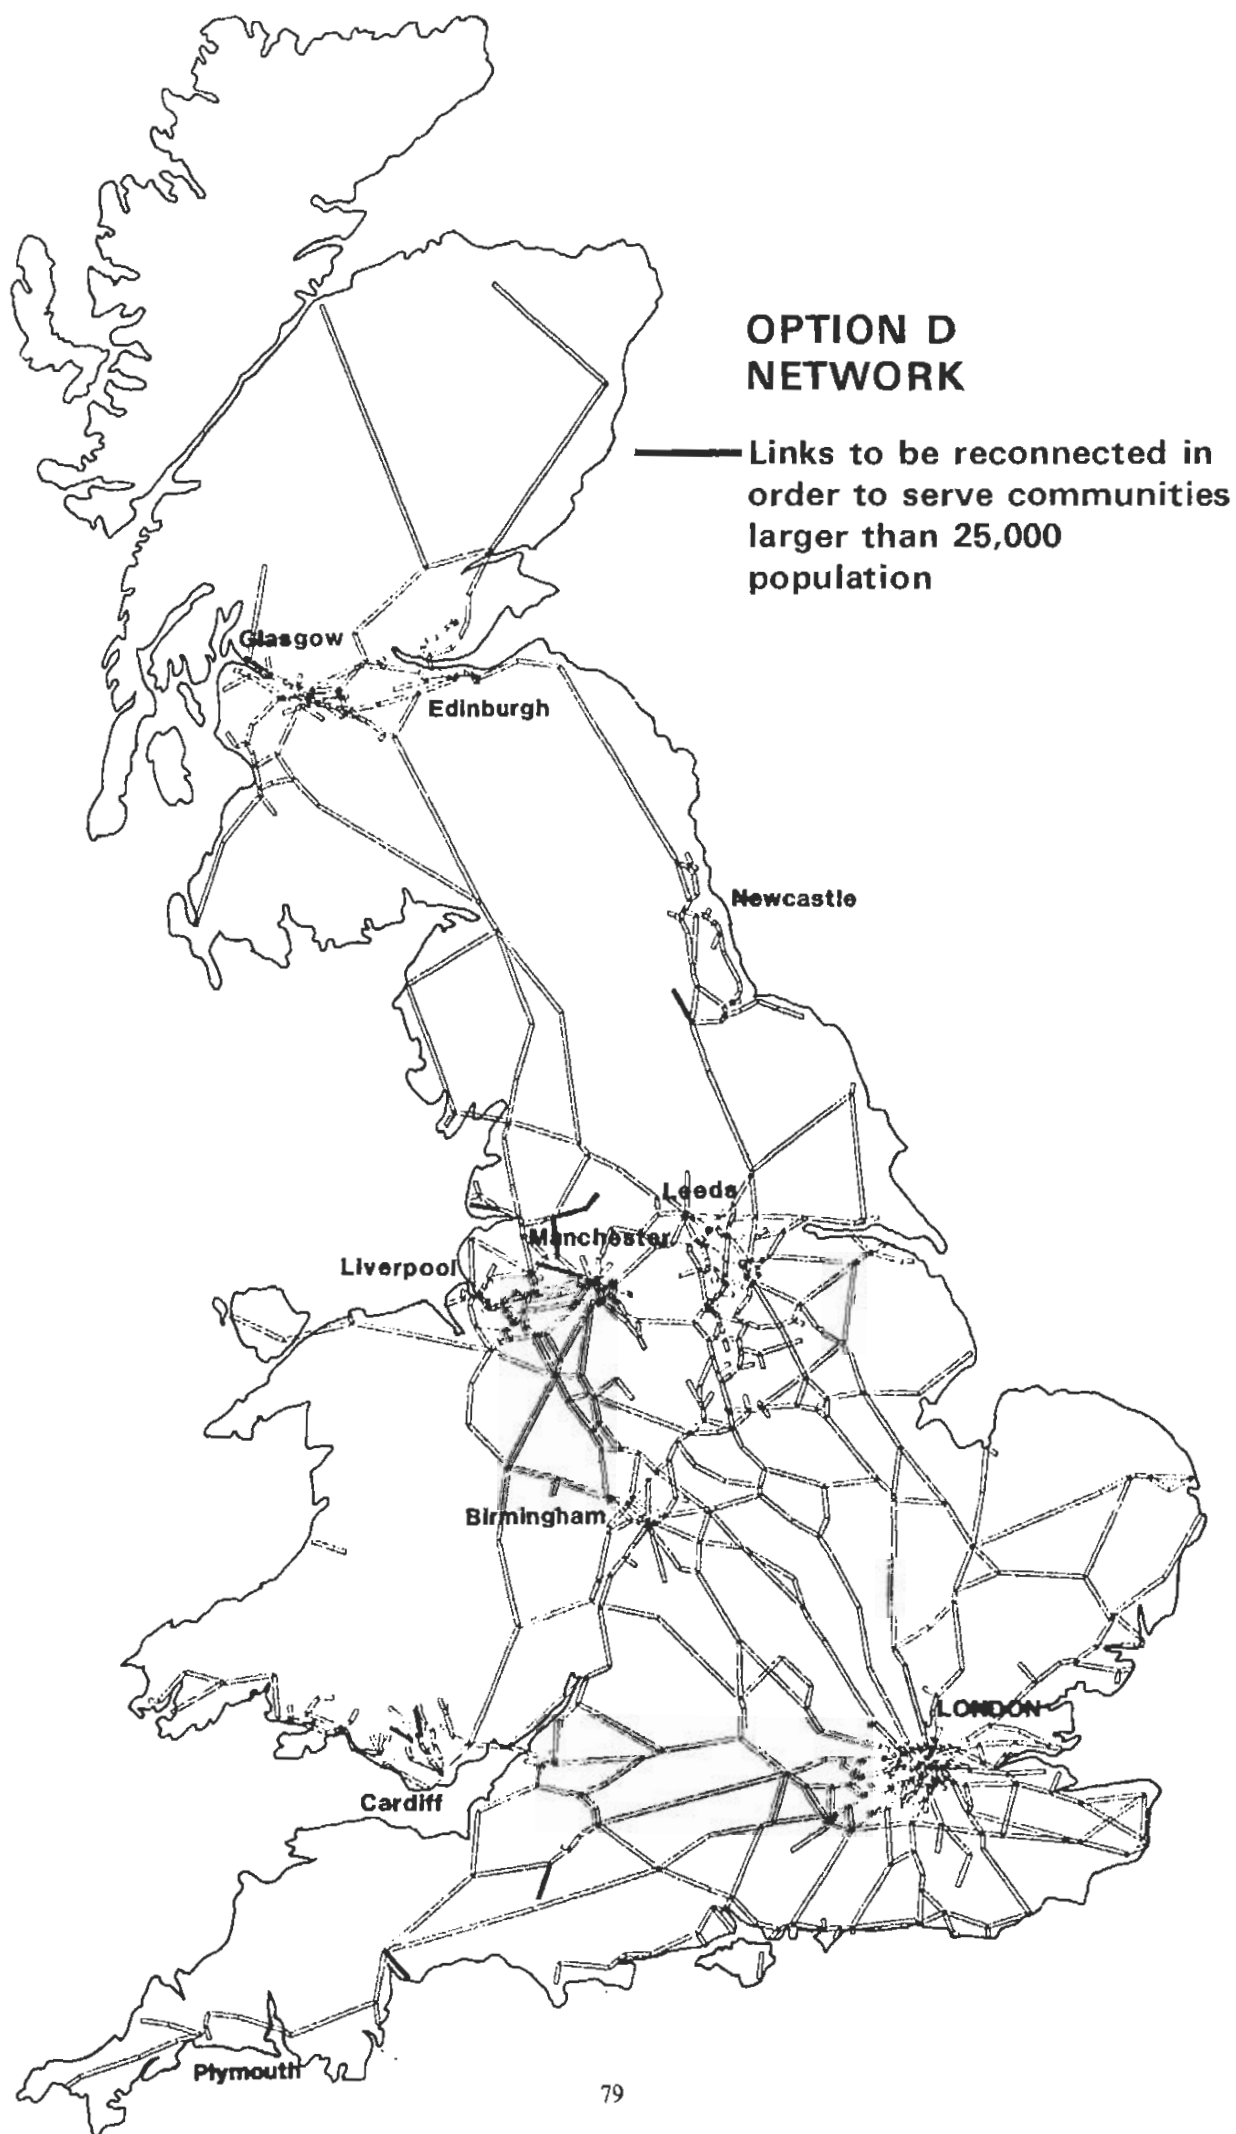 OPTION D
NETWORK
Links to be reconnected in
order to serve communities
larger than 25,000
population
Glasgow
Edinburgh
Newcastle
Leeds
Manchester
Liverpool
Birmingham
LONDON
Cardiff
Plymouth
79